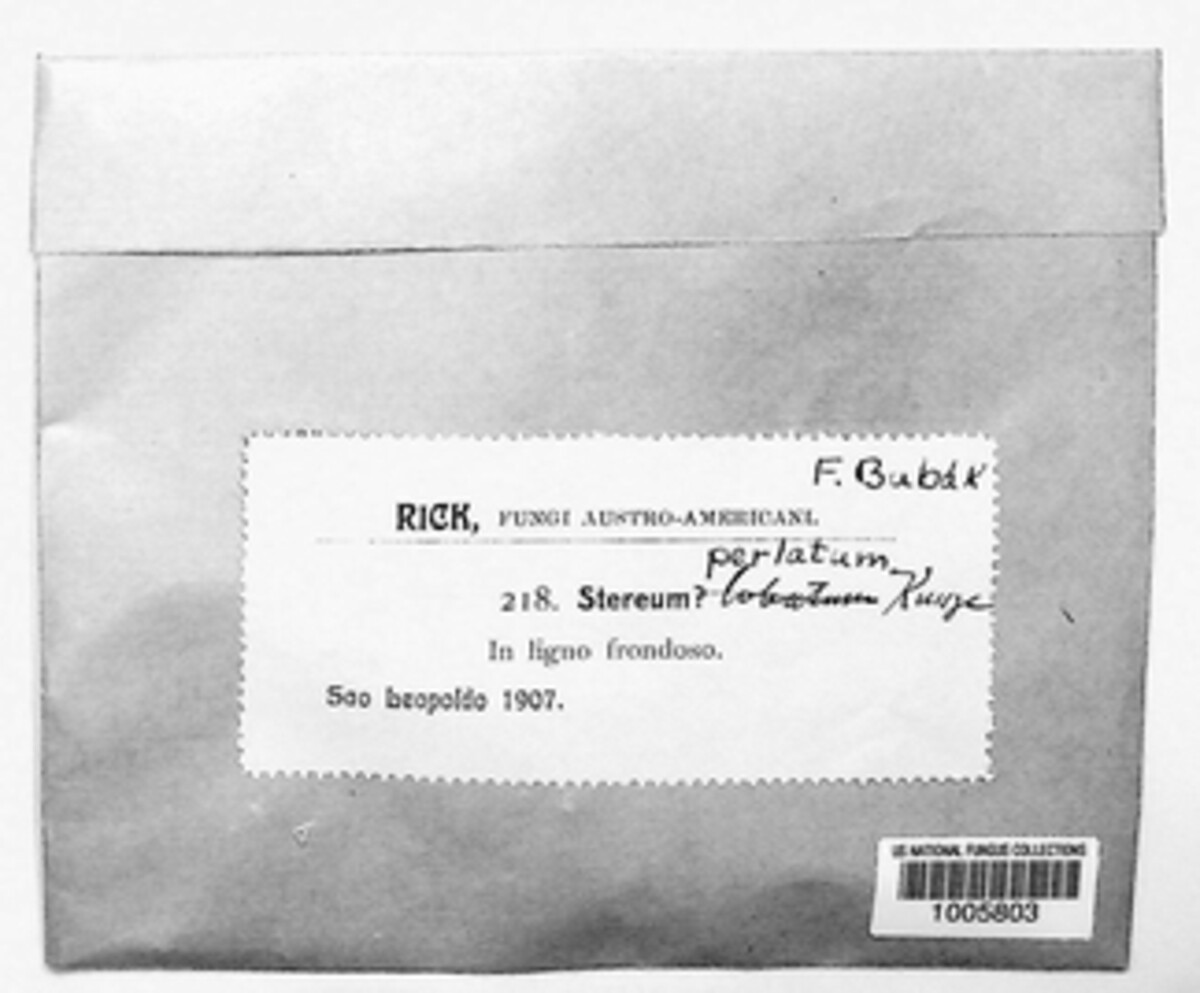 F. Bubák
RICK, FUNGI AUSTRO-AMERICANI.
perlatum
218. Stereum? lobatum Kunze
In ligno frondoso.
Sao Leopoldo 1907.
US NATIONAL FUNGUS COLLECTIONS
1005803